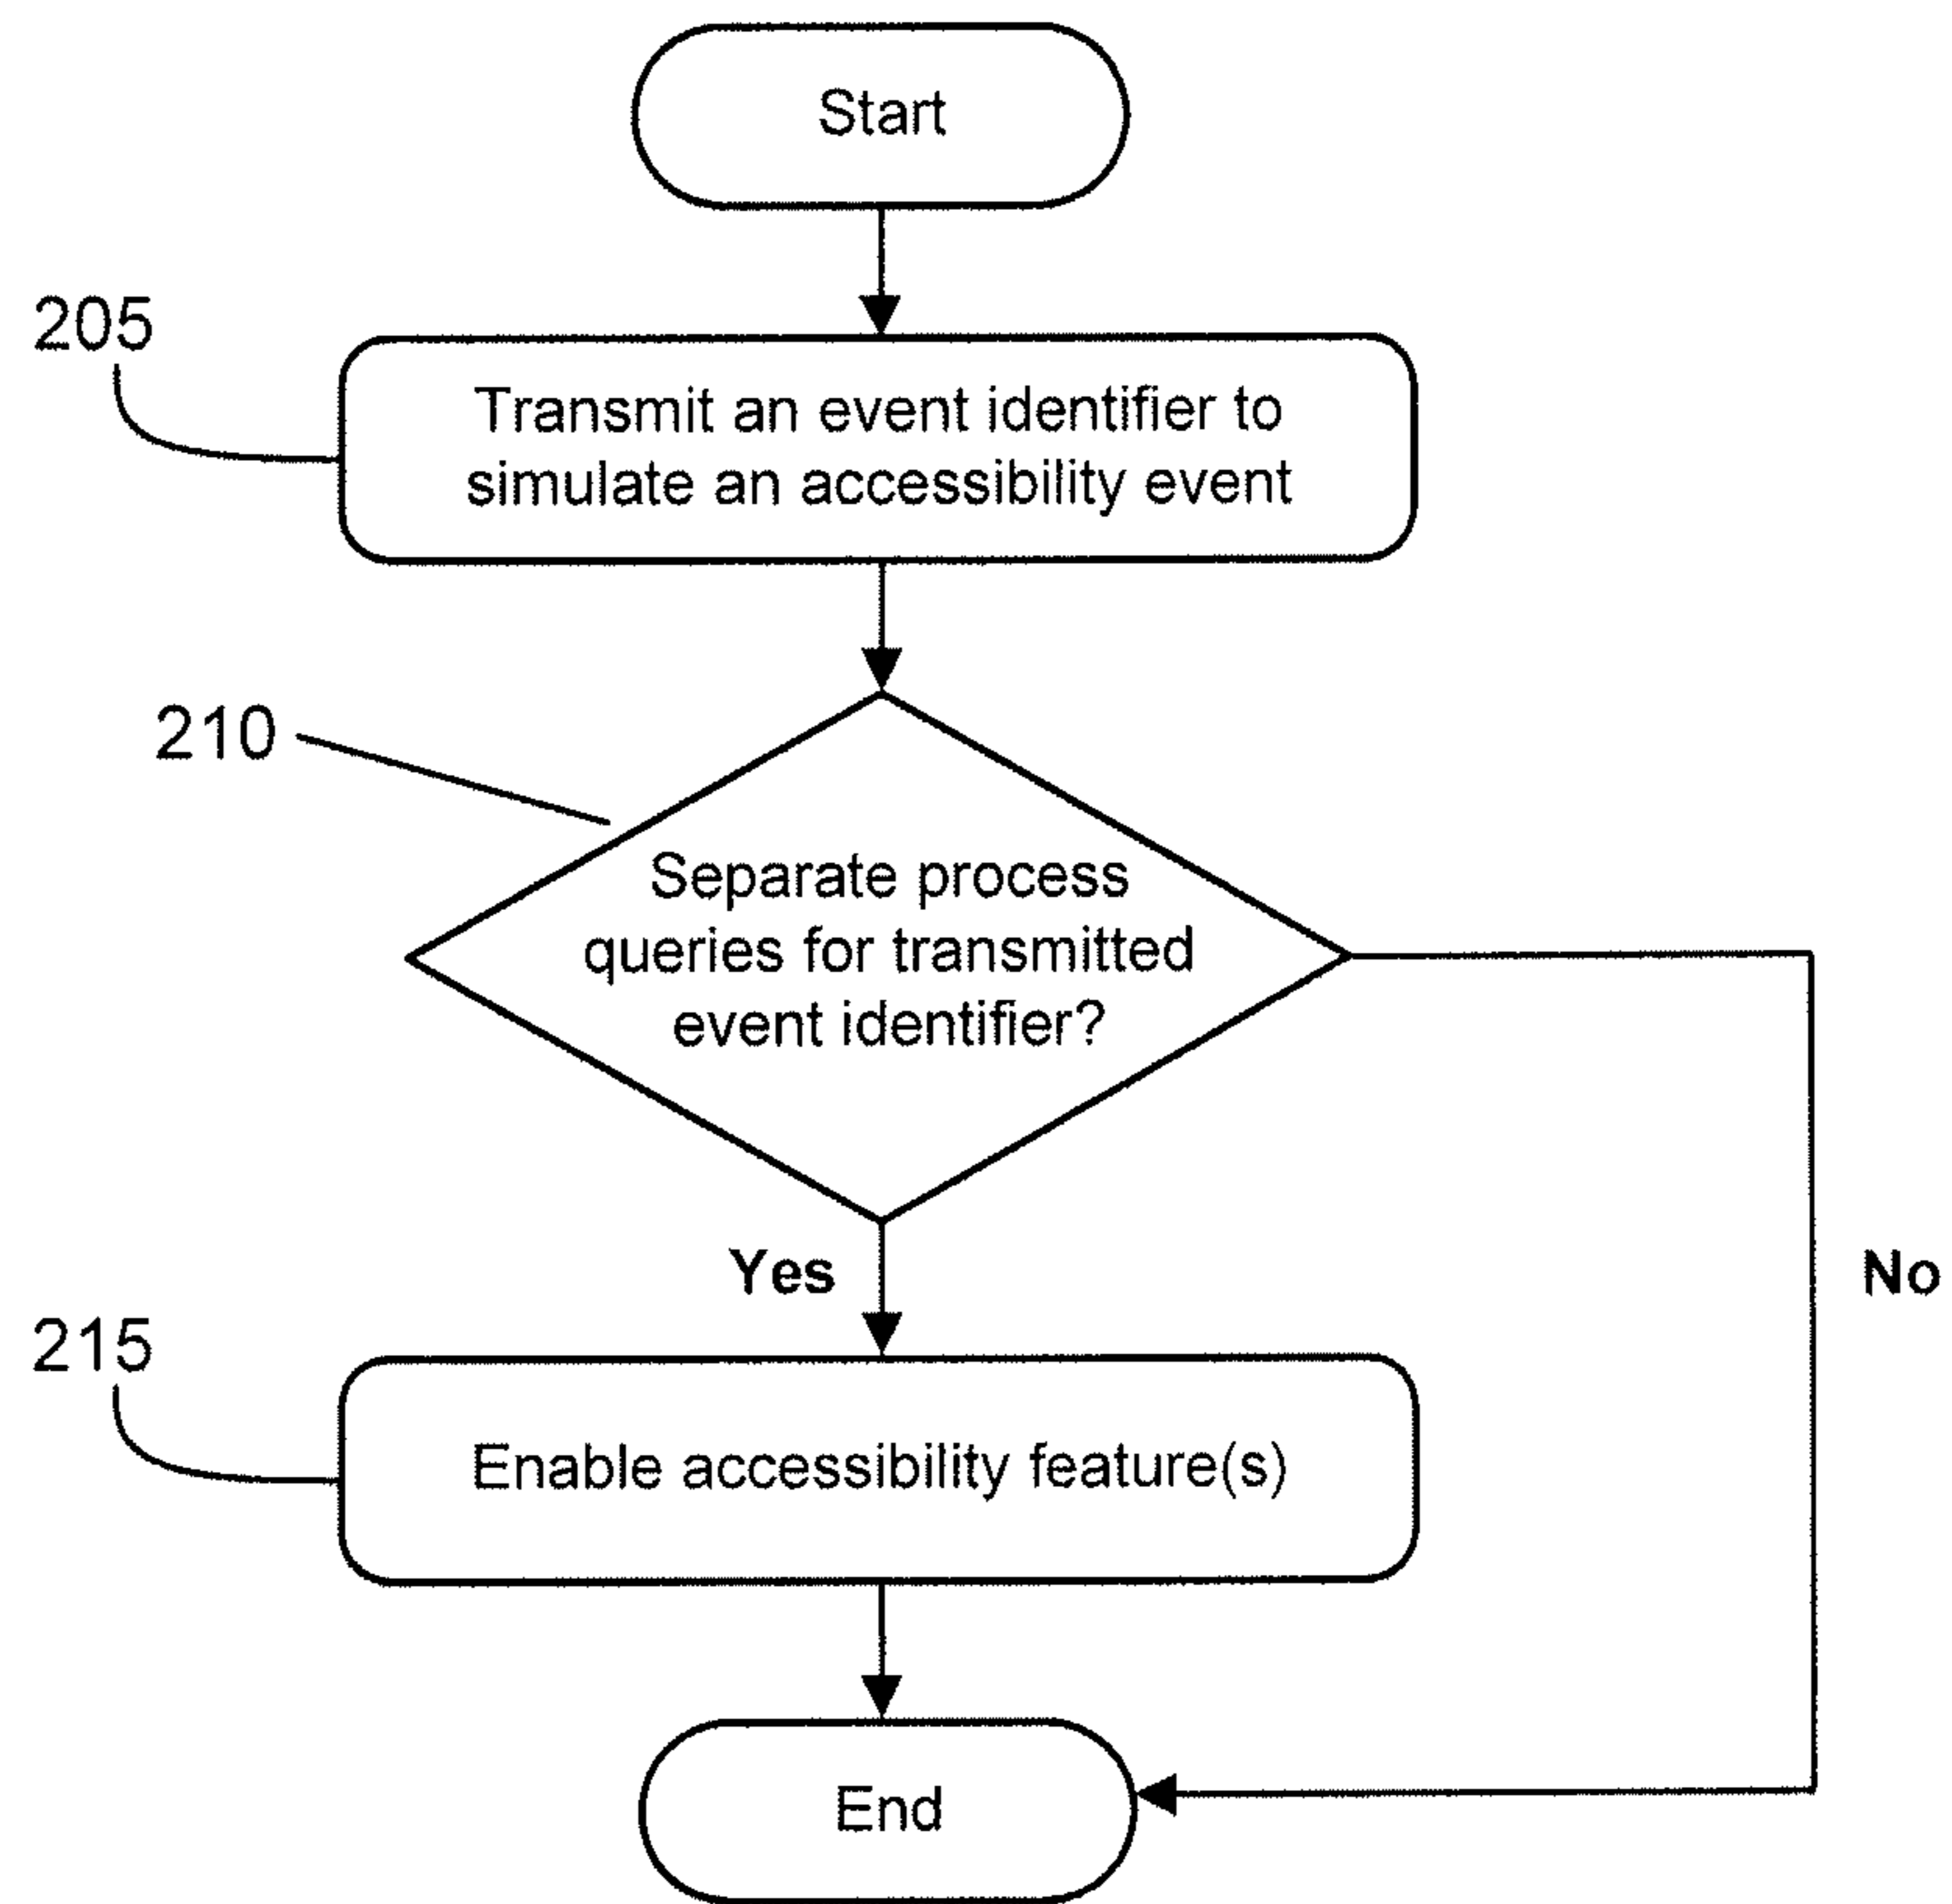 Start
205
Transmit an event identifier to
simulate an accessibility event
210
Separate process
queries for transmitted
event identifier?
Yes
No
215
Enable accessibility feature(s)
End